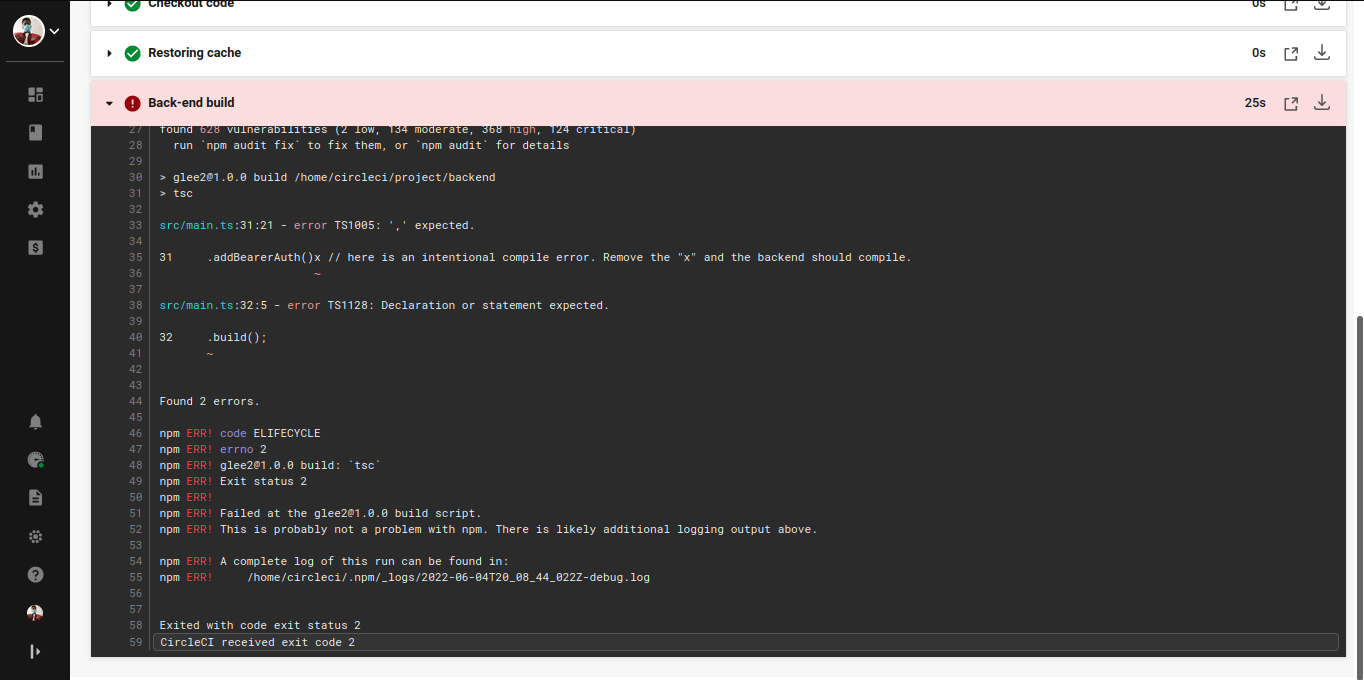 Checkout code 0s
Restoring cache 0s
Back-end build 25s
27 found 628 vulnerabilities (2 low, 134 moderate, 368 high, 124 critical)
28 run `npm audit fix` to fix them, or `npm audit` for details
29
30 > glee2@1.0.0 build /home/circleci/project/backend
31 > tsc
32
33 src/main.ts:31:21 - error TS1005: ',' expected.
34
35 31 .addBearerAuth()x // here is an intentional compile error. Remove the "x" and the backend should compile.
36 ~
37
38 src/main.ts:32:5 - error TS1128: Declaration or statement expected.
39
40 32 .build();
41 ~
42
43
44 Found 2 errors.
45
46 npm ERR! code ELIFECYCLE
47 npm ERR! errno 2
48 npm ERR! glee2@1.0.0 build: `tsc`
49 npm ERR! Exit status 2
50 npm ERR!
51 npm ERR! Failed at the glee2@1.0.0 build script.
52 npm ERR! This is probably not a problem with npm. There is likely additional logging output above.
53
54 npm ERR! A complete log of this run can be found in:
55 npm ERR! /home/circleci/.npm/_logs/2022-06-04T20_08_44_022Z-debug.log
56
57
58 Exited with code exit status 2
59 CircleCI received exit code 2